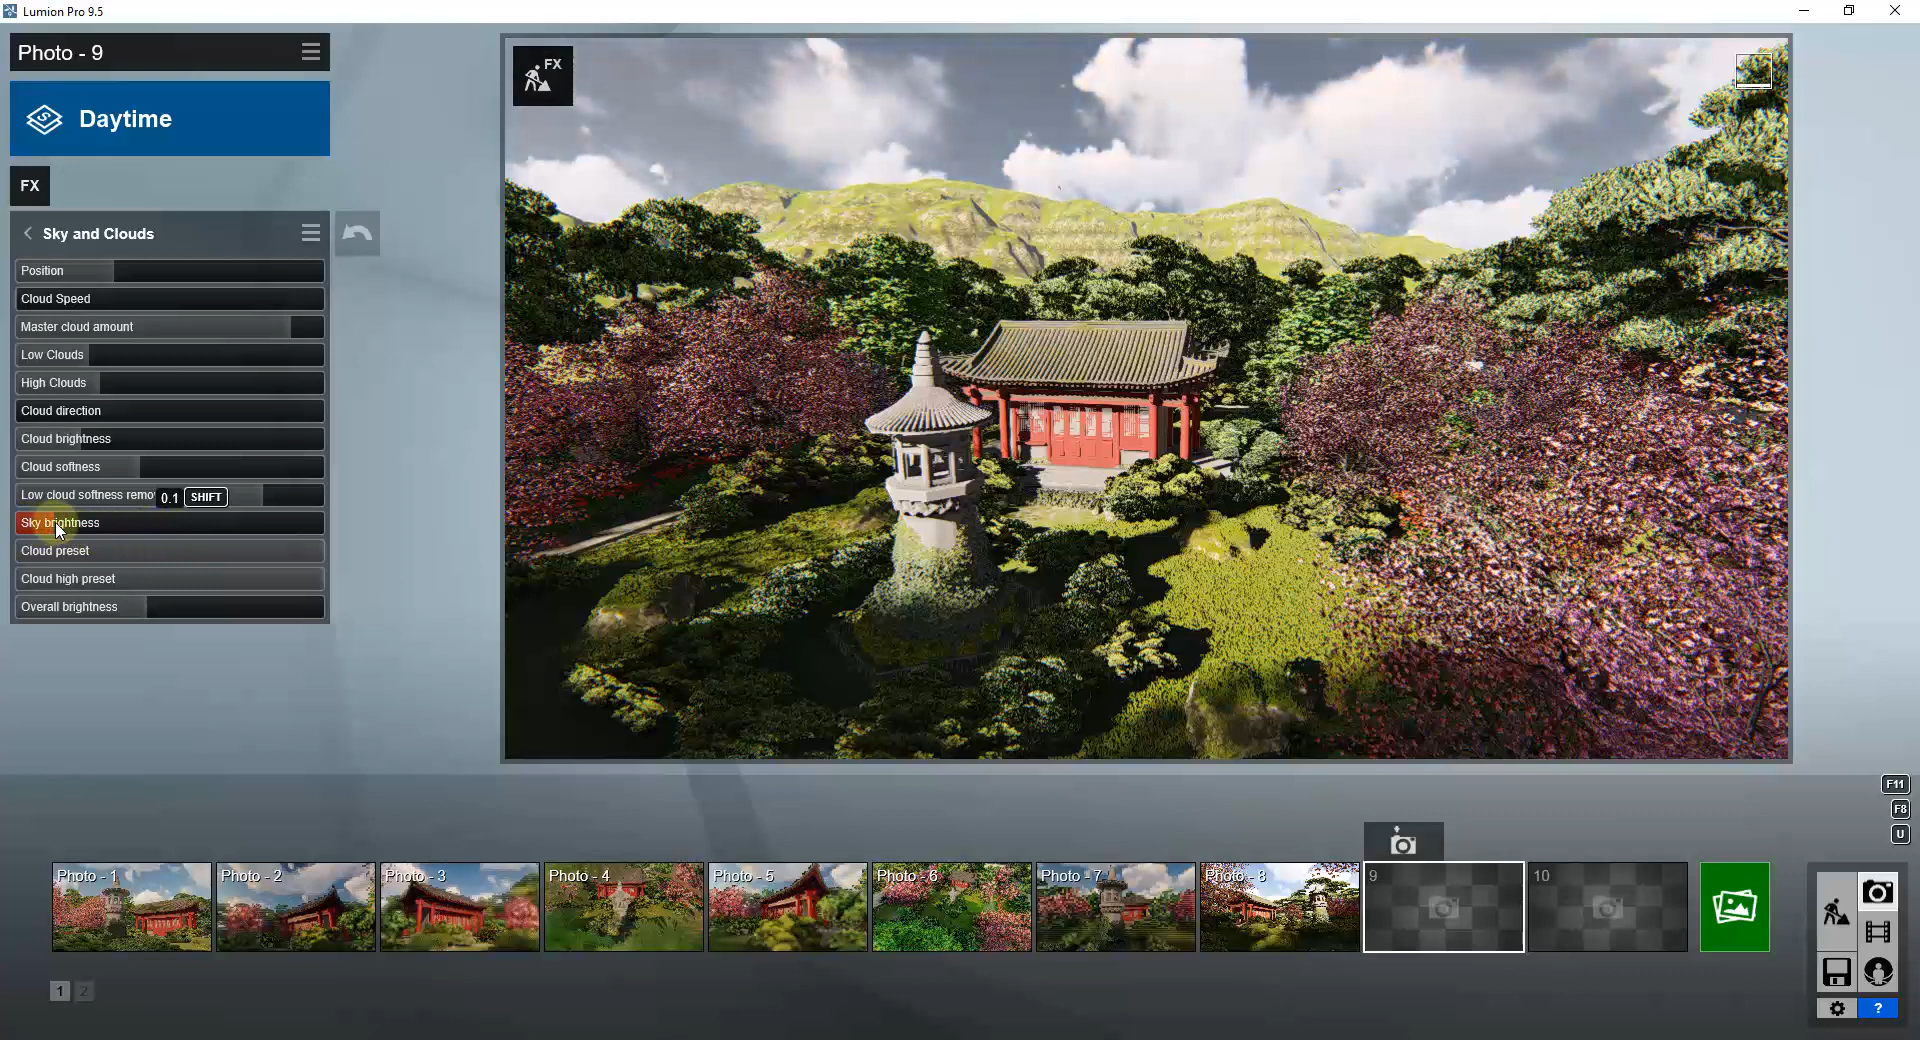 Lumion Pro 9.5
Photo - 9
Daytime
FX
Sky and Clouds
Position
Cloud Speed
Master cloud amount
Low Clouds
High Clouds
Cloud direction
Cloud brightness
Cloud softness
Low cloud softness remo
0.1 SHIFT
Sky brightness
Cloud preset
Cloud high preset
Overall brightness
FX
F11
F8
U
Photo - 1
Photo - 2
Photo - 3
Photo - 4
Photo - 5
Photo - 6
Photo - 7
Photo - 8
9
10
1 2
?